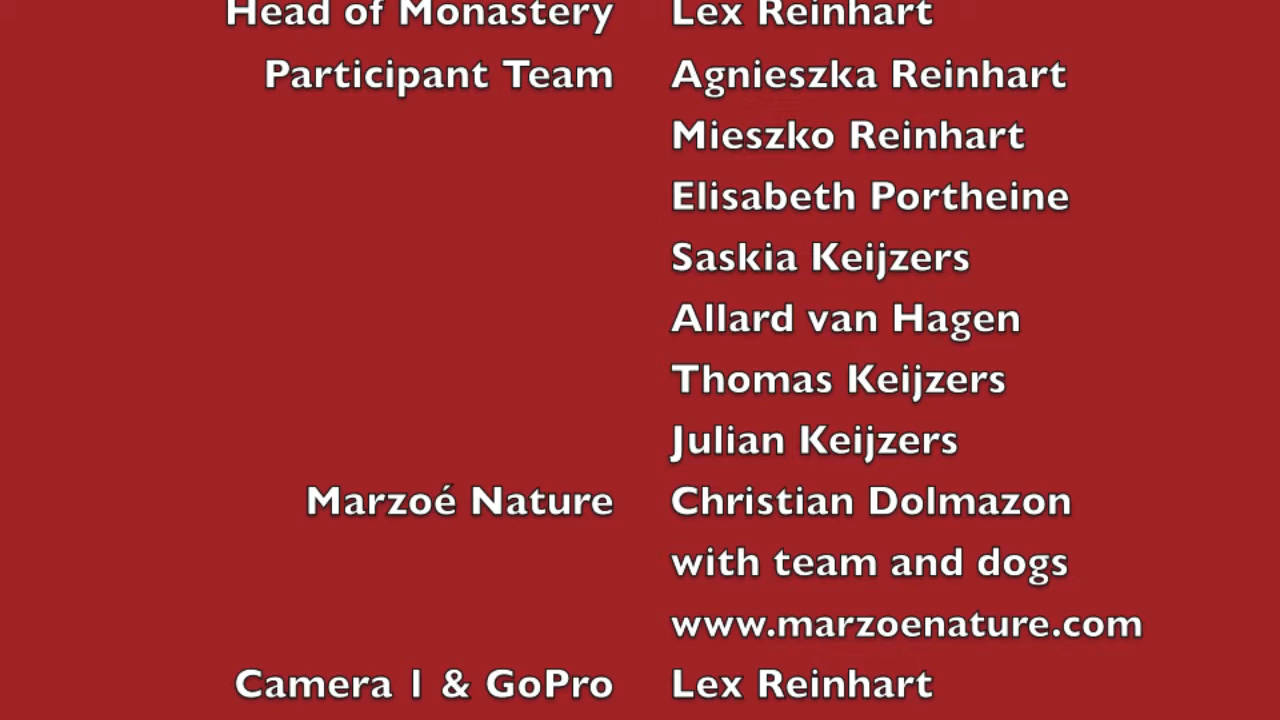 Head of Monastery Lex Reinhart
Participant Team Agnieszka Reinhart
Mieszko Reinhart
Elisabeth Portheine
Saskia Keijzers
Allard van Hagen
Thomas Keijzers
Julian Keijzers
Marzoé Nature Christian Dolmazon
with team and dogs
www.marzoenature.com
Camera 1 & GoPro Lex Reinhart